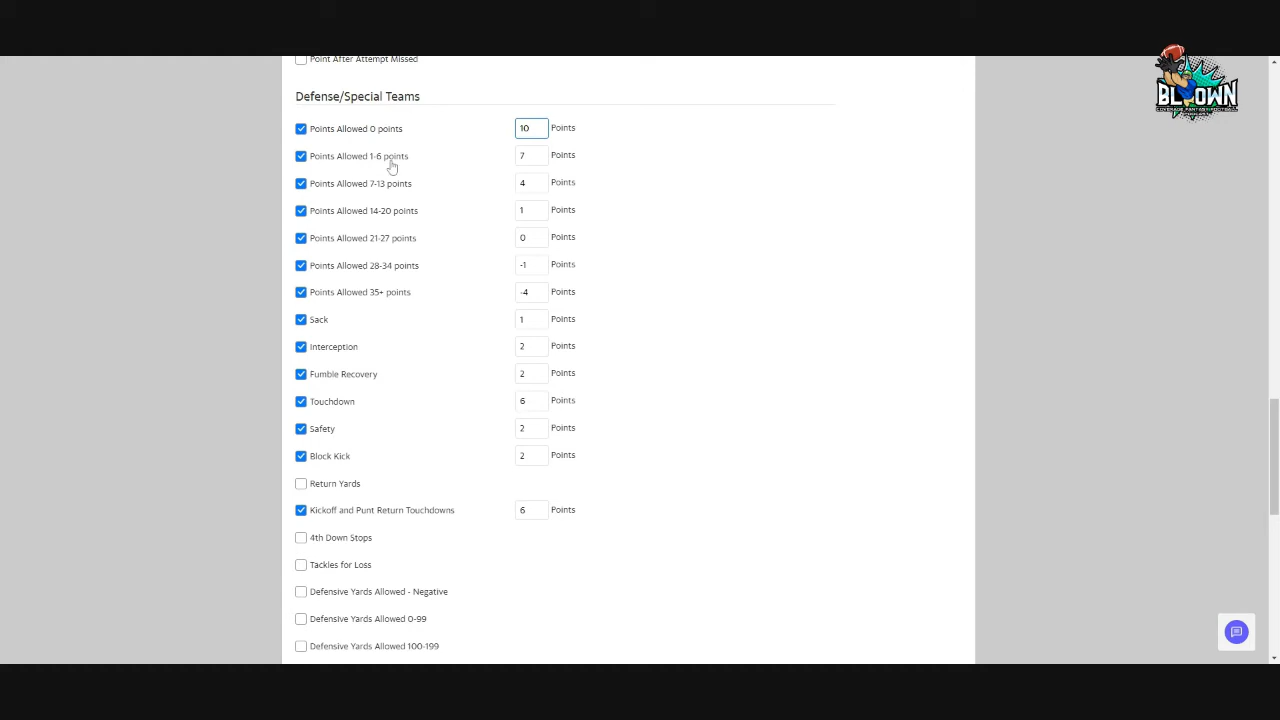 Point After Attempt Missed
BLOWN
COVERAGE FANTASY FOOTBALL
PODCAST
Defense/Special Teams
Points Allowed 0 points 10 Points
Points Allowed 1-6 points 7 Points
Points Allowed 7-13 points 4 Points
Points Allowed 14-20 points 1 Points
Points Allowed 21-27 points 0 Points
Points Allowed 28-34 points -1 Points
Points Allowed 35+ points -4 Points
Sack 1 Points
Interception 2 Points
Fumble Recovery 2 Points
Touchdown 6 Points
Safety 2 Points
Block Kick 2 Points
Return Yards
Kickoff and Punt Return Touchdowns 6 Points
4th Down Stops
Tackles for Loss
Defensive Yards Allowed - Negative
Defensive Yards Allowed 0-99
Defensive Yards Allowed 100-199